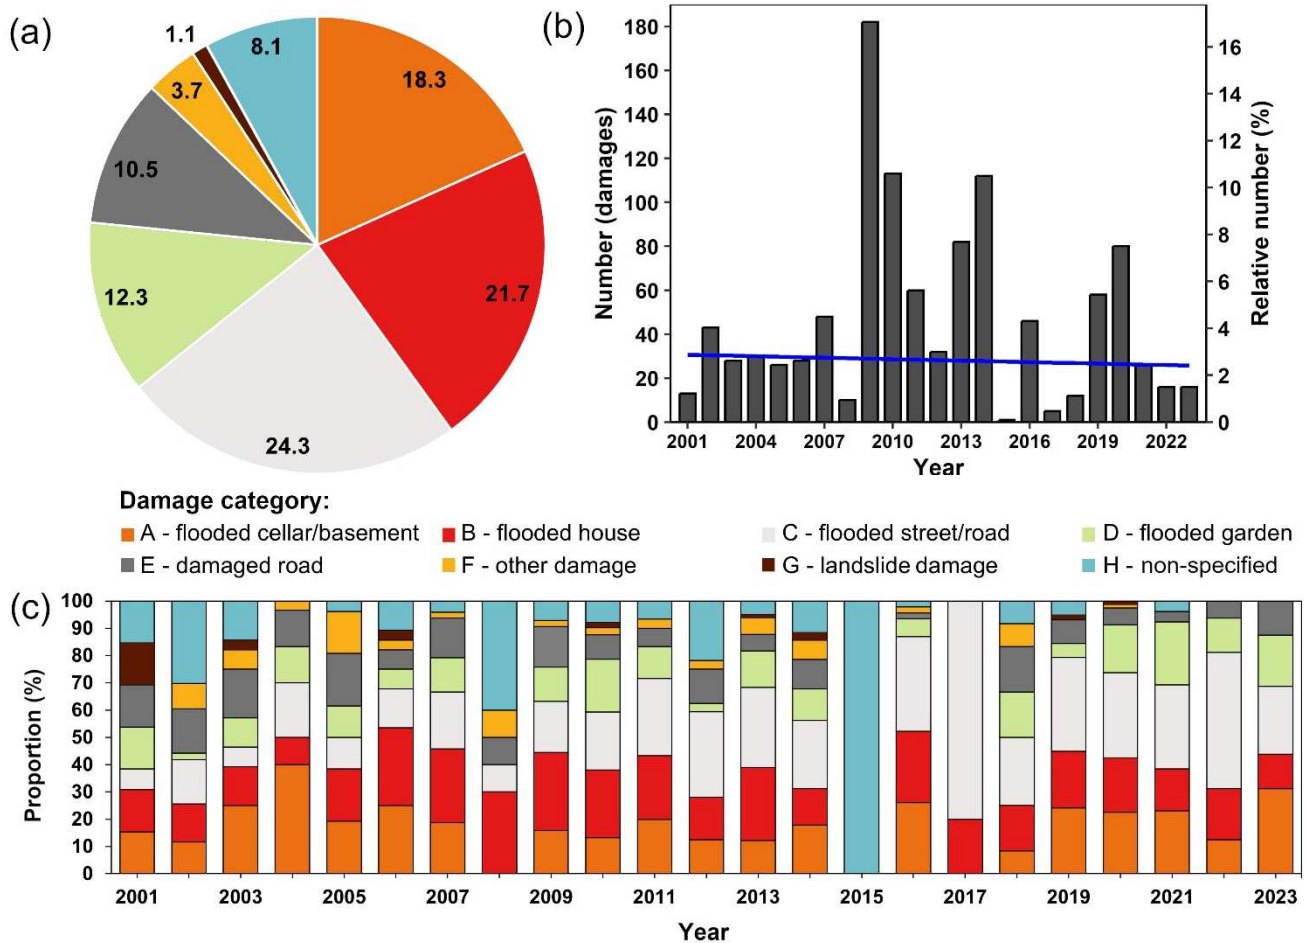 (a)
1.1
8.1
18.3
3.7
10.5
21.7
12.3
24.3
(b)
Number (damages)
180
160
140
120
100
80
60
40
20
0
Relative number (%)
16
14
12
10
8
6
4
2
0
2001 2004 2007 2010 2013 2016 2019 2022
Year
Damage category:
A - flooded cellar/basement B - flooded house C - flooded street/road D - flooded garden
E - damaged road F - other damage G - landslide damage H - non-specified
(c)
Proportion (%)
100
90
80
70
60
50
40
30
20
10
0
2001 2003 2005 2007 2009 2011 2013 2015 2017 2019 2021 2023
Year